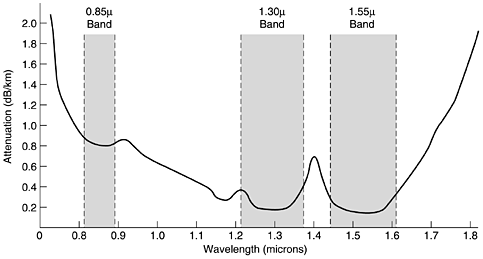 0.85μ
Band
1.30μ
Band
1.55μ
Band
2.0
1.8
1.6
1.4
1.2
1.0
0.8
0.6
0.4
0.2
Attenuation (dB/km)
0 0.8 0.9 1.0 1.1 1.2 1.3 1.4 1.5 1.6 1.7 1.8
Wavelength (microns)